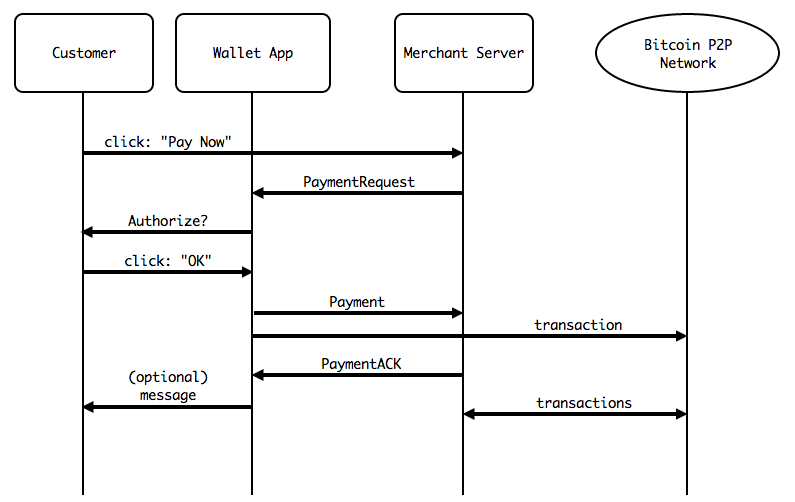 Customer
Wallet App
Merchant Server
Bitcoin P2P
Network
click: "Pay Now"
PaymentRequest
Authorize?
click: "OK"
Payment
transaction
PaymentACK
(optional)
message
transactions